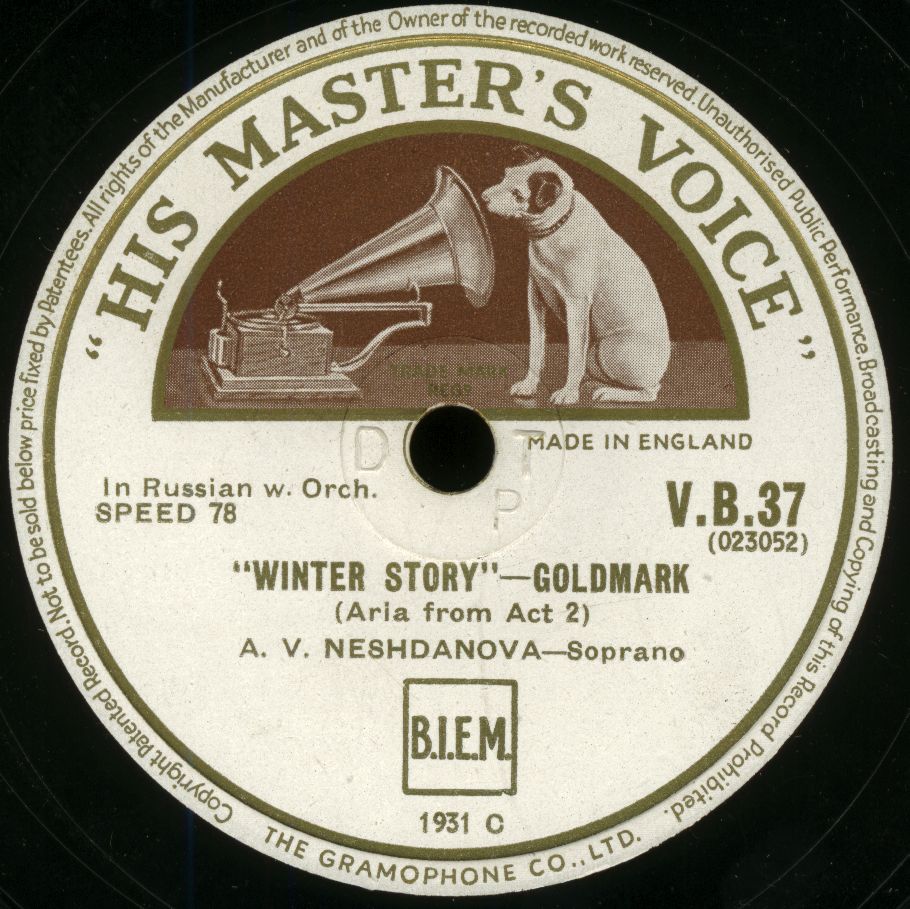 Copyright Patented Record. Not to be sold below price fixed by Patentees. All rights of the Manufacturer and of the Owner of the recorded work reserved. Unauthorised Public Performance, Broadcasting and Copying of this Record Prohibited.
"HIS MASTER'S VOICE"
TRADE MARK
REGD
D T
P
MADE IN ENGLAND
In Russian w. Orch.
SPEED 78
V.B.37
(023052)
"WINTER STORY"—GOLDMARK
(Aria from Act 2)
A. V. NESHDANOVA—Soprano
B.I.E.M.
1931 C
THE GRAMOPHONE CO., LTD.